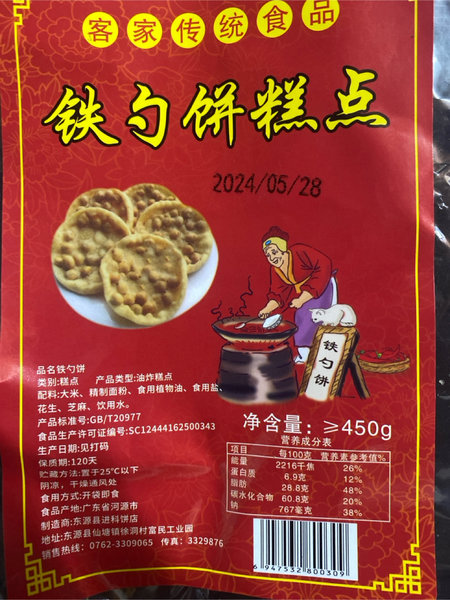 客家传统食品
铁勺饼糕点
2024/05/28
铁勺饼
品名铁勺饼
类别:糕点 产品类型:油炸糕点
配料:大米、精制面粉、食用植物油、食用盐、
花生、芝麻、饮用水。
产品标准号:GB/T20977
食品生产许可证编号:SC12444162500343
生产日期:见打码
保质期:120天
贮藏方法:置于25℃以下
阴凉，干燥通风处
食用方式:开袋即食
食品产地:广东省河源市
制造商:东源县进科饼店
地址:东源县仙塘镇徐洞村富民工业园
销售热线: 0762-3309065 传真: 3329876
净含量: ≥450g
营养成分表
项目 每100克 营养素参考值%
能量 2216千焦 26%
蛋白质 6.9克 12%
脂肪 28.8克 48%
碳水化合物 60.8克 20%
钠 767毫克 38%
6 947532 800309